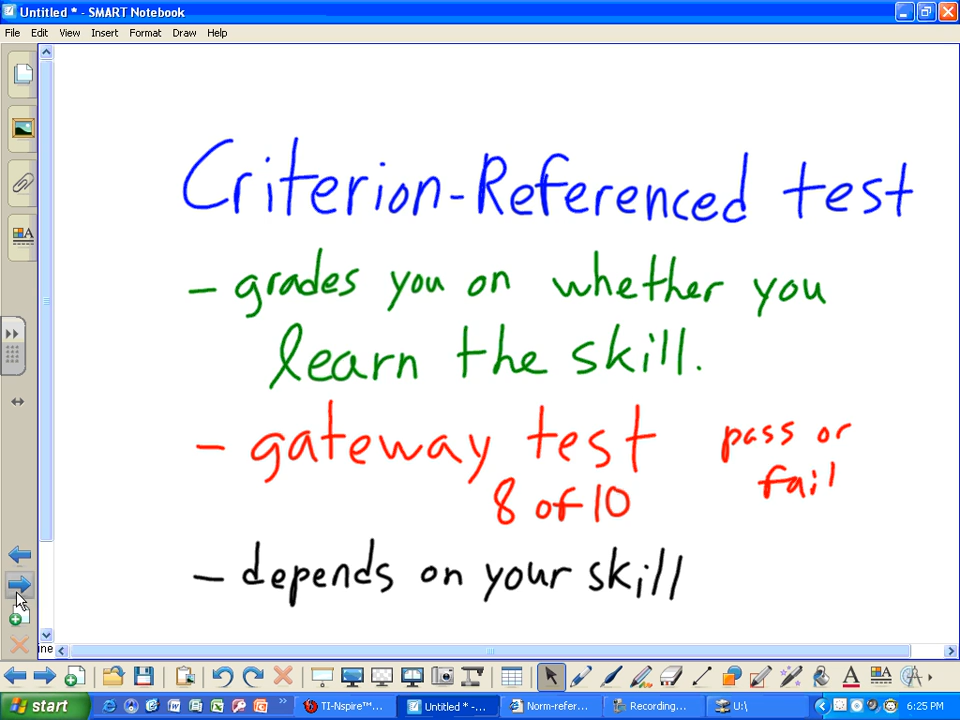 Untitled * - SMART Notebook
File Edit View Insert Format Draw Help
Criterion-Referenced test
- grades you on whether you
learn the skill.
- gateway test pass or
8 of 10 fail
- depends on your skill
ine
start TI-Nspire™... Untitled * -... Norm-refer... Recording... U:\ 6:25 PM